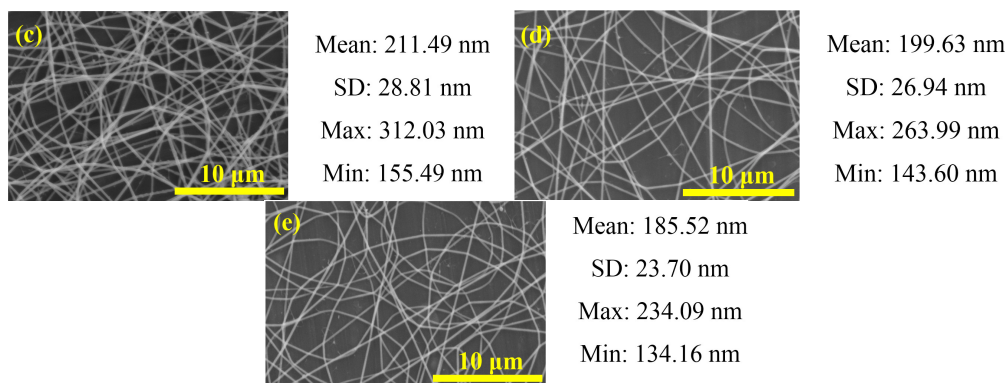 (c)
Mean: 211.49 nm
SD: 28.81 nm
Max: 312.03 nm
Min: 155.49 nm
10 μm
(d)
Mean: 199.63 nm
SD: 26.94 nm
Max: 263.99 nm
Min: 143.60 nm
10 μm
(e)
Mean: 185.52 nm
SD: 23.70 nm
Max: 234.09 nm
Min: 134.16 nm
10 μm